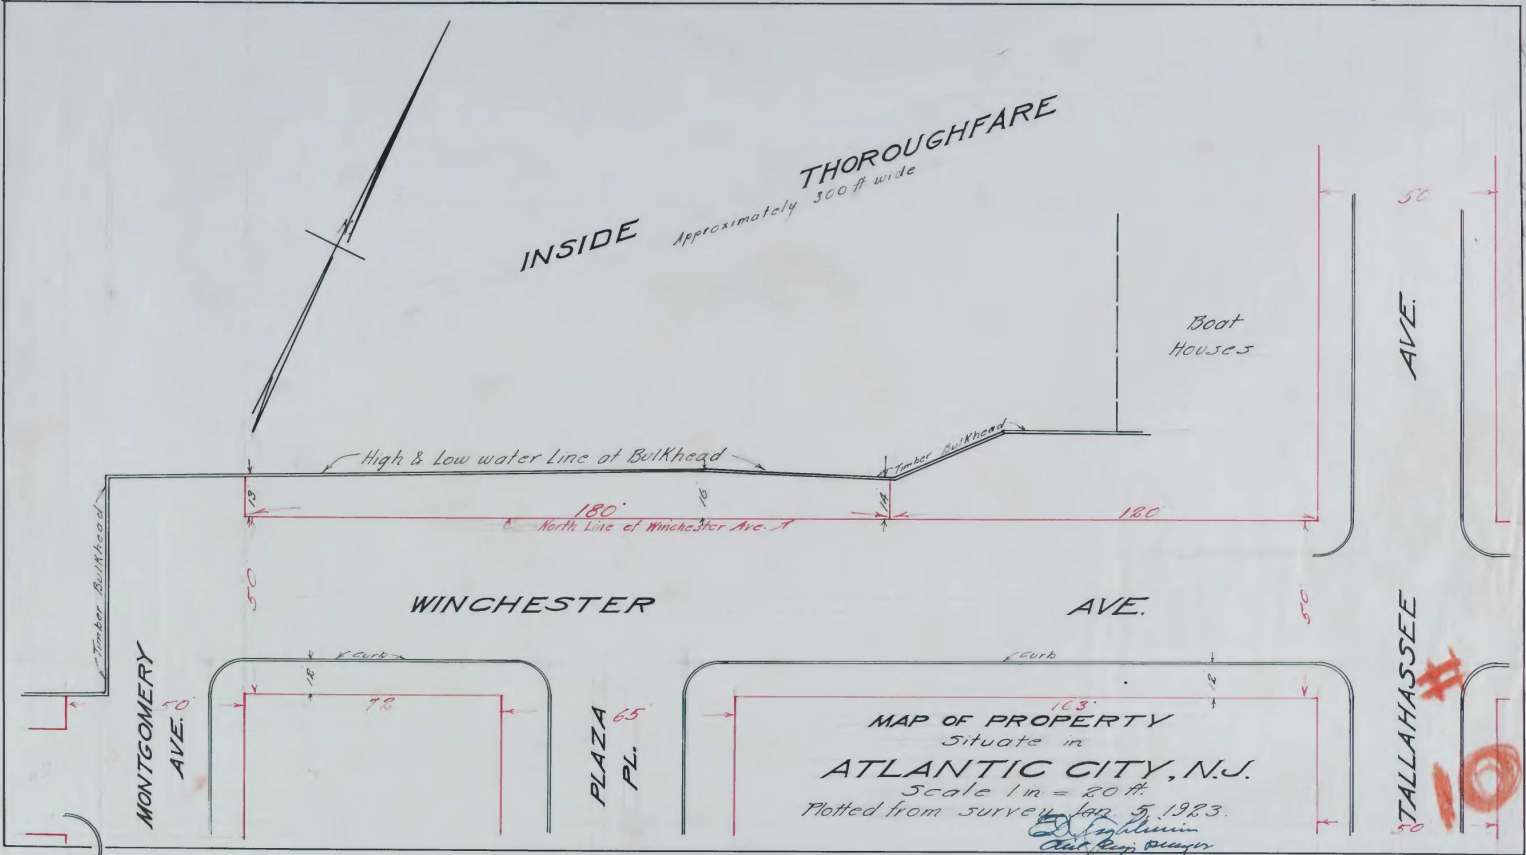 THOROUGHFARE
INSIDE
Approximately 300 ft wide
N
50
Boat
Houses
AVE.
High & Low water Line at Bulkhead
Timber Bulkhead
13
16
14
180'
120
North Line of Winchester Ave.
Timber Bulkhead
50
WINCHESTER AVE.
50
Curb
Curb
12
12
MONTGOMERY
AVE.
50
72
PLAZA
PL.
65
163'
TALLAHASSEE
MAP OF PROPERTY
Situate in
ATLANTIC CITY, N.J.
Scale 1 in = 20 ft.
Plotted from survey Jan 5, 1923.
50
#
10